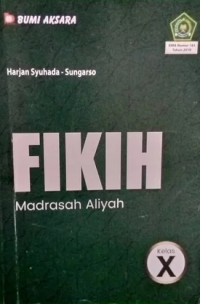 BUMI AKSARA
Harjan Syuhada - Sungarso
FIKIH
Madrasah Aliyah
KELAS
X